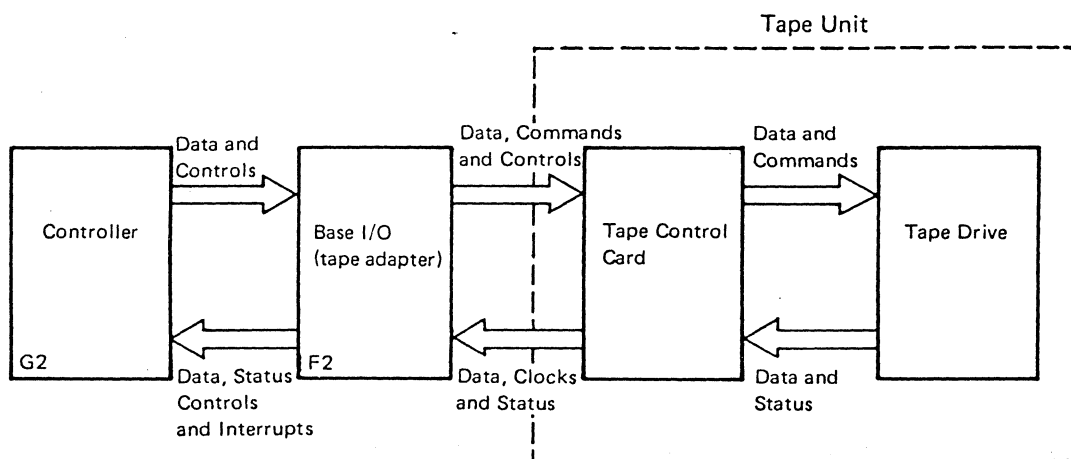 Tape Unit
Data and
Controls
Data, Commands
and Controls
Data and
Commands
Controller
Base I/O
(tape adapter)
Tape Control
Card
Tape Drive
G2
F2
Data, Status
Controls
and Interrupts
Data, Clocks
and Status
Data and
Status